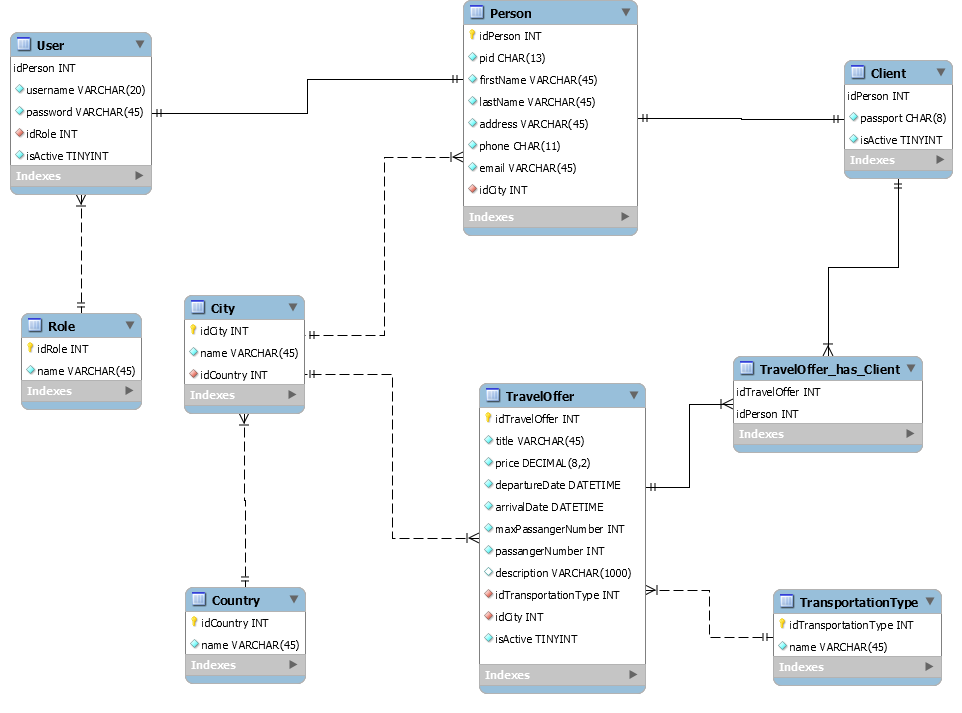 User
idPerson INT
username VARCHAR(20)
password VARCHAR(45)
idRole INT
isActive TINYINT
Indexes
Person
idPerson INT
pid CHAR(13)
firstName VARCHAR(45)
lastName VARCHAR(45)
address VARCHAR(45)
phone CHAR(11)
email VARCHAR(45)
idCity INT
Indexes
Client
idPerson INT
passport CHAR(8)
isActive TINYINT
Indexes
Role
idRole INT
name VARCHAR(45)
Indexes
City
idCity INT
name VARCHAR(45)
idCountry INT
Indexes
TravelOffer
idTravelOffer INT
title VARCHAR(45)
price DECIMAL(8,2)
departureDate DATETIME
arrivalDate DATETIME
maxPassangerNumber INT
passangerNumber INT
description VARCHAR(1000)
idTransportationType INT
idCity INT
isActive TINYINT
Indexes
TravelOffer_has_Client
idTravelOffer INT
idPerson INT
Indexes
Country
idCountry INT
name VARCHAR(45)
Indexes
TransportationType
idTransportationType INT
name VARCHAR(45)
Indexes